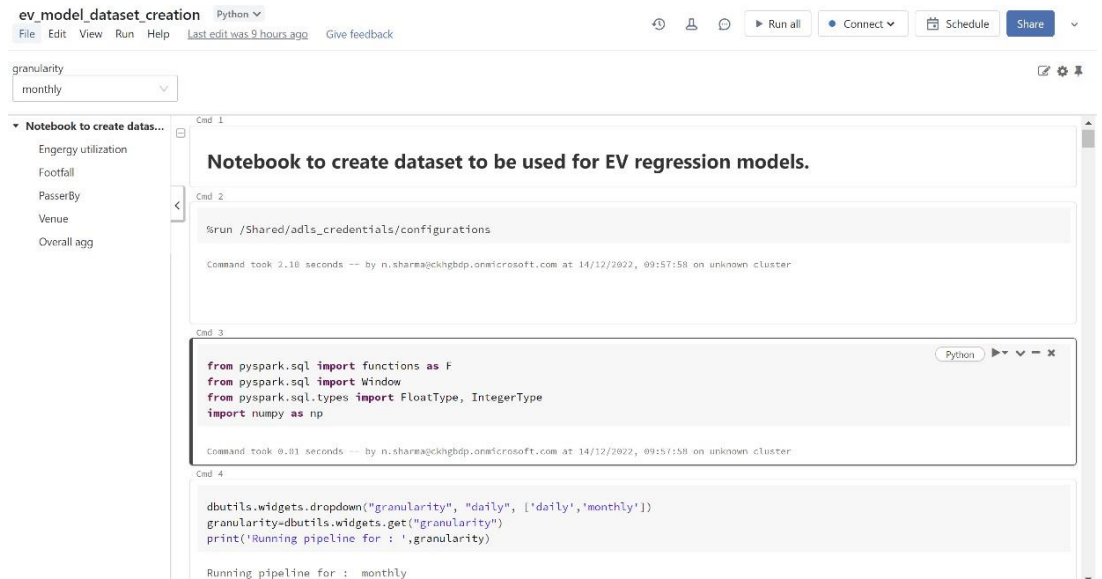 ev_model_dataset_creation Python
File Edit View Run Help Last edit was 9 hours ago Give feedback
Run all Connect Schedule Share
granularity
monthly
Notebook to create datas...
Engergy utilization
Footfall
PasserBy
Venue
Overall agg
Cmd 1
Notebook to create dataset to be used for EV regression models.
Cmd 2
%run /Shared/adls_credentials/configurations
Command took 2.10 seconds -- by n.sharma@ckhgbdp.onmicrosoft.com at 14/12/2022, 09:57:58 on unknown cluster
Cmd 3
Python
from pyspark.sql import functions as F
from pyspark.sql import Window
from pyspark.sql.types import FloatType, IntegerType
import numpy as np
Command took 0.01 seconds -- by n.sharma@ckhgbdp.onmicrosoft.com at 14/12/2022, 09:57:58 on unknown cluster
Cmd 4
dbutils.widgets.dropdown("granularity", "daily", ['daily','monthly'])
granularity=dbutils.widgets.get("granularity")
print('Running pipeline for : ',granularity)
Running pipeline for :  monthly